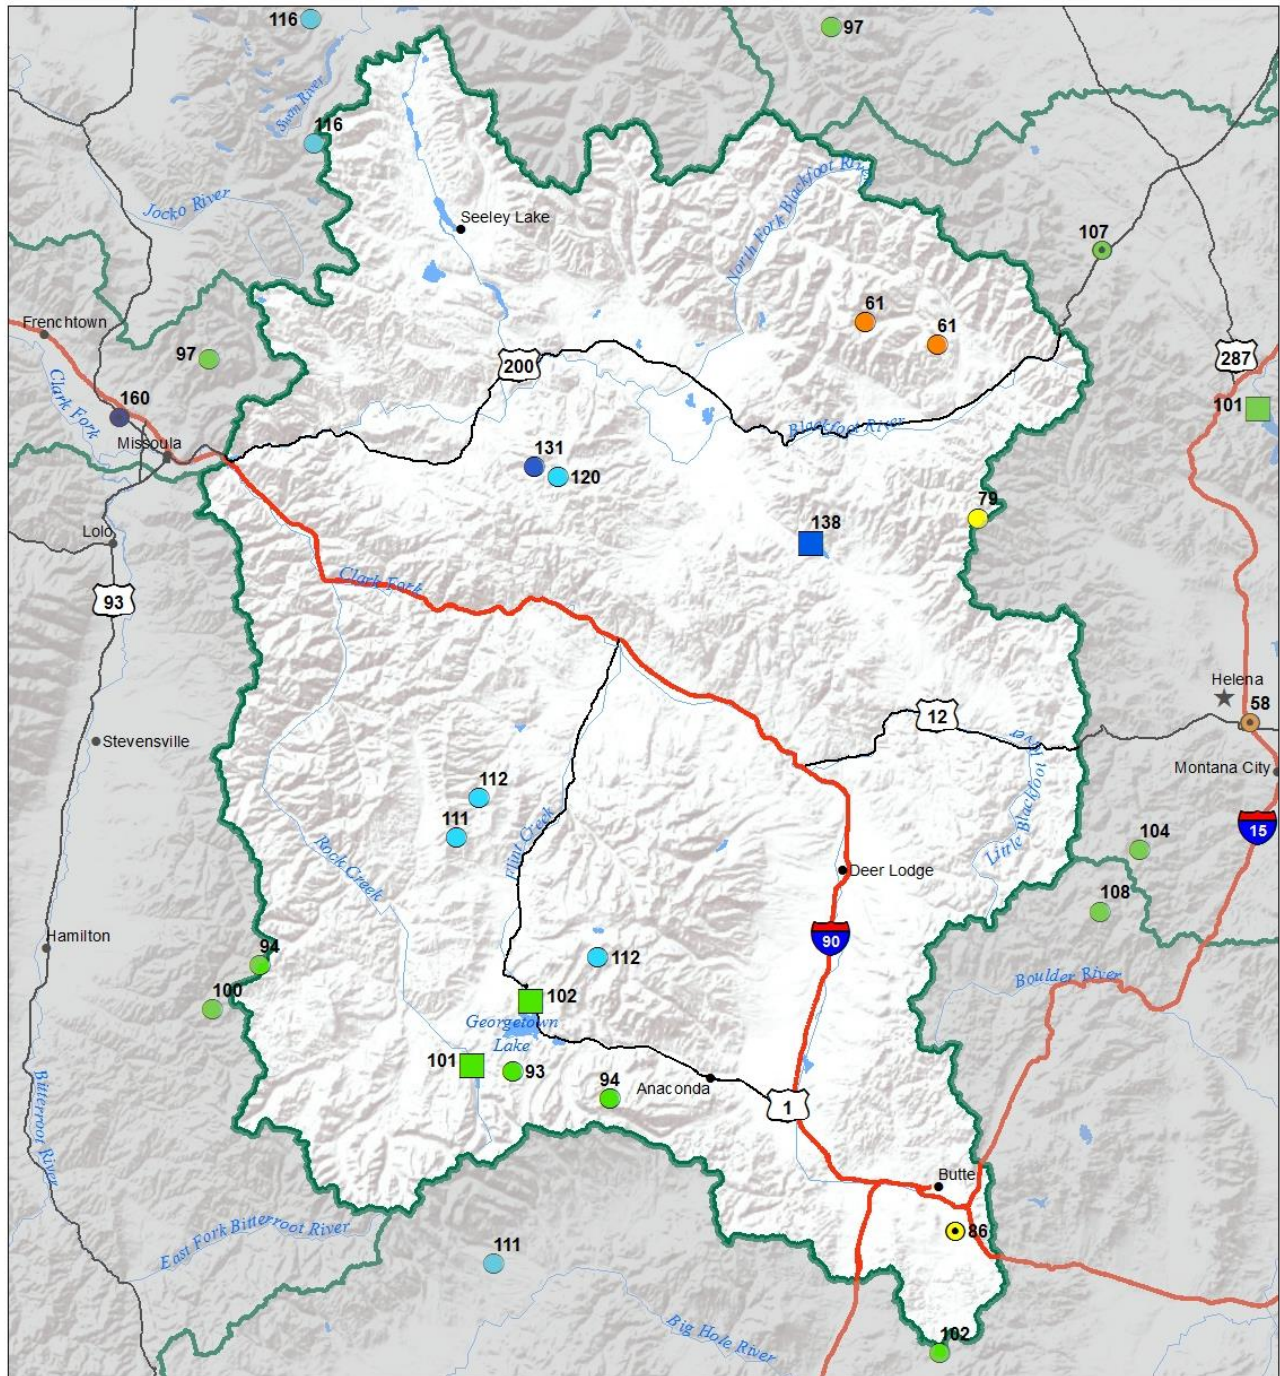 116
97
Swan River
116
Jocko River
Seeley Lake
North Fork Blackfoot River
107
61
61
Frenchtown
97
200
287
Clark Fork
160
101
Missoula
Blackfoot River
131
120
79
138
Lolo
Clark Fork
93
Helena
12
58
Stevensville
Little Blackfoot River
Montana City
112
111
Flint Creek
15
104
Rock Creek
Deer Lodge
108
Hamilton
90
94
112
Boulder River
100
102
Georgetown
Lake
101
93
94
Anaconda
1
Bitterroot River
Butte
East Fork Bitterroot River
86
111
Big Hole River
102